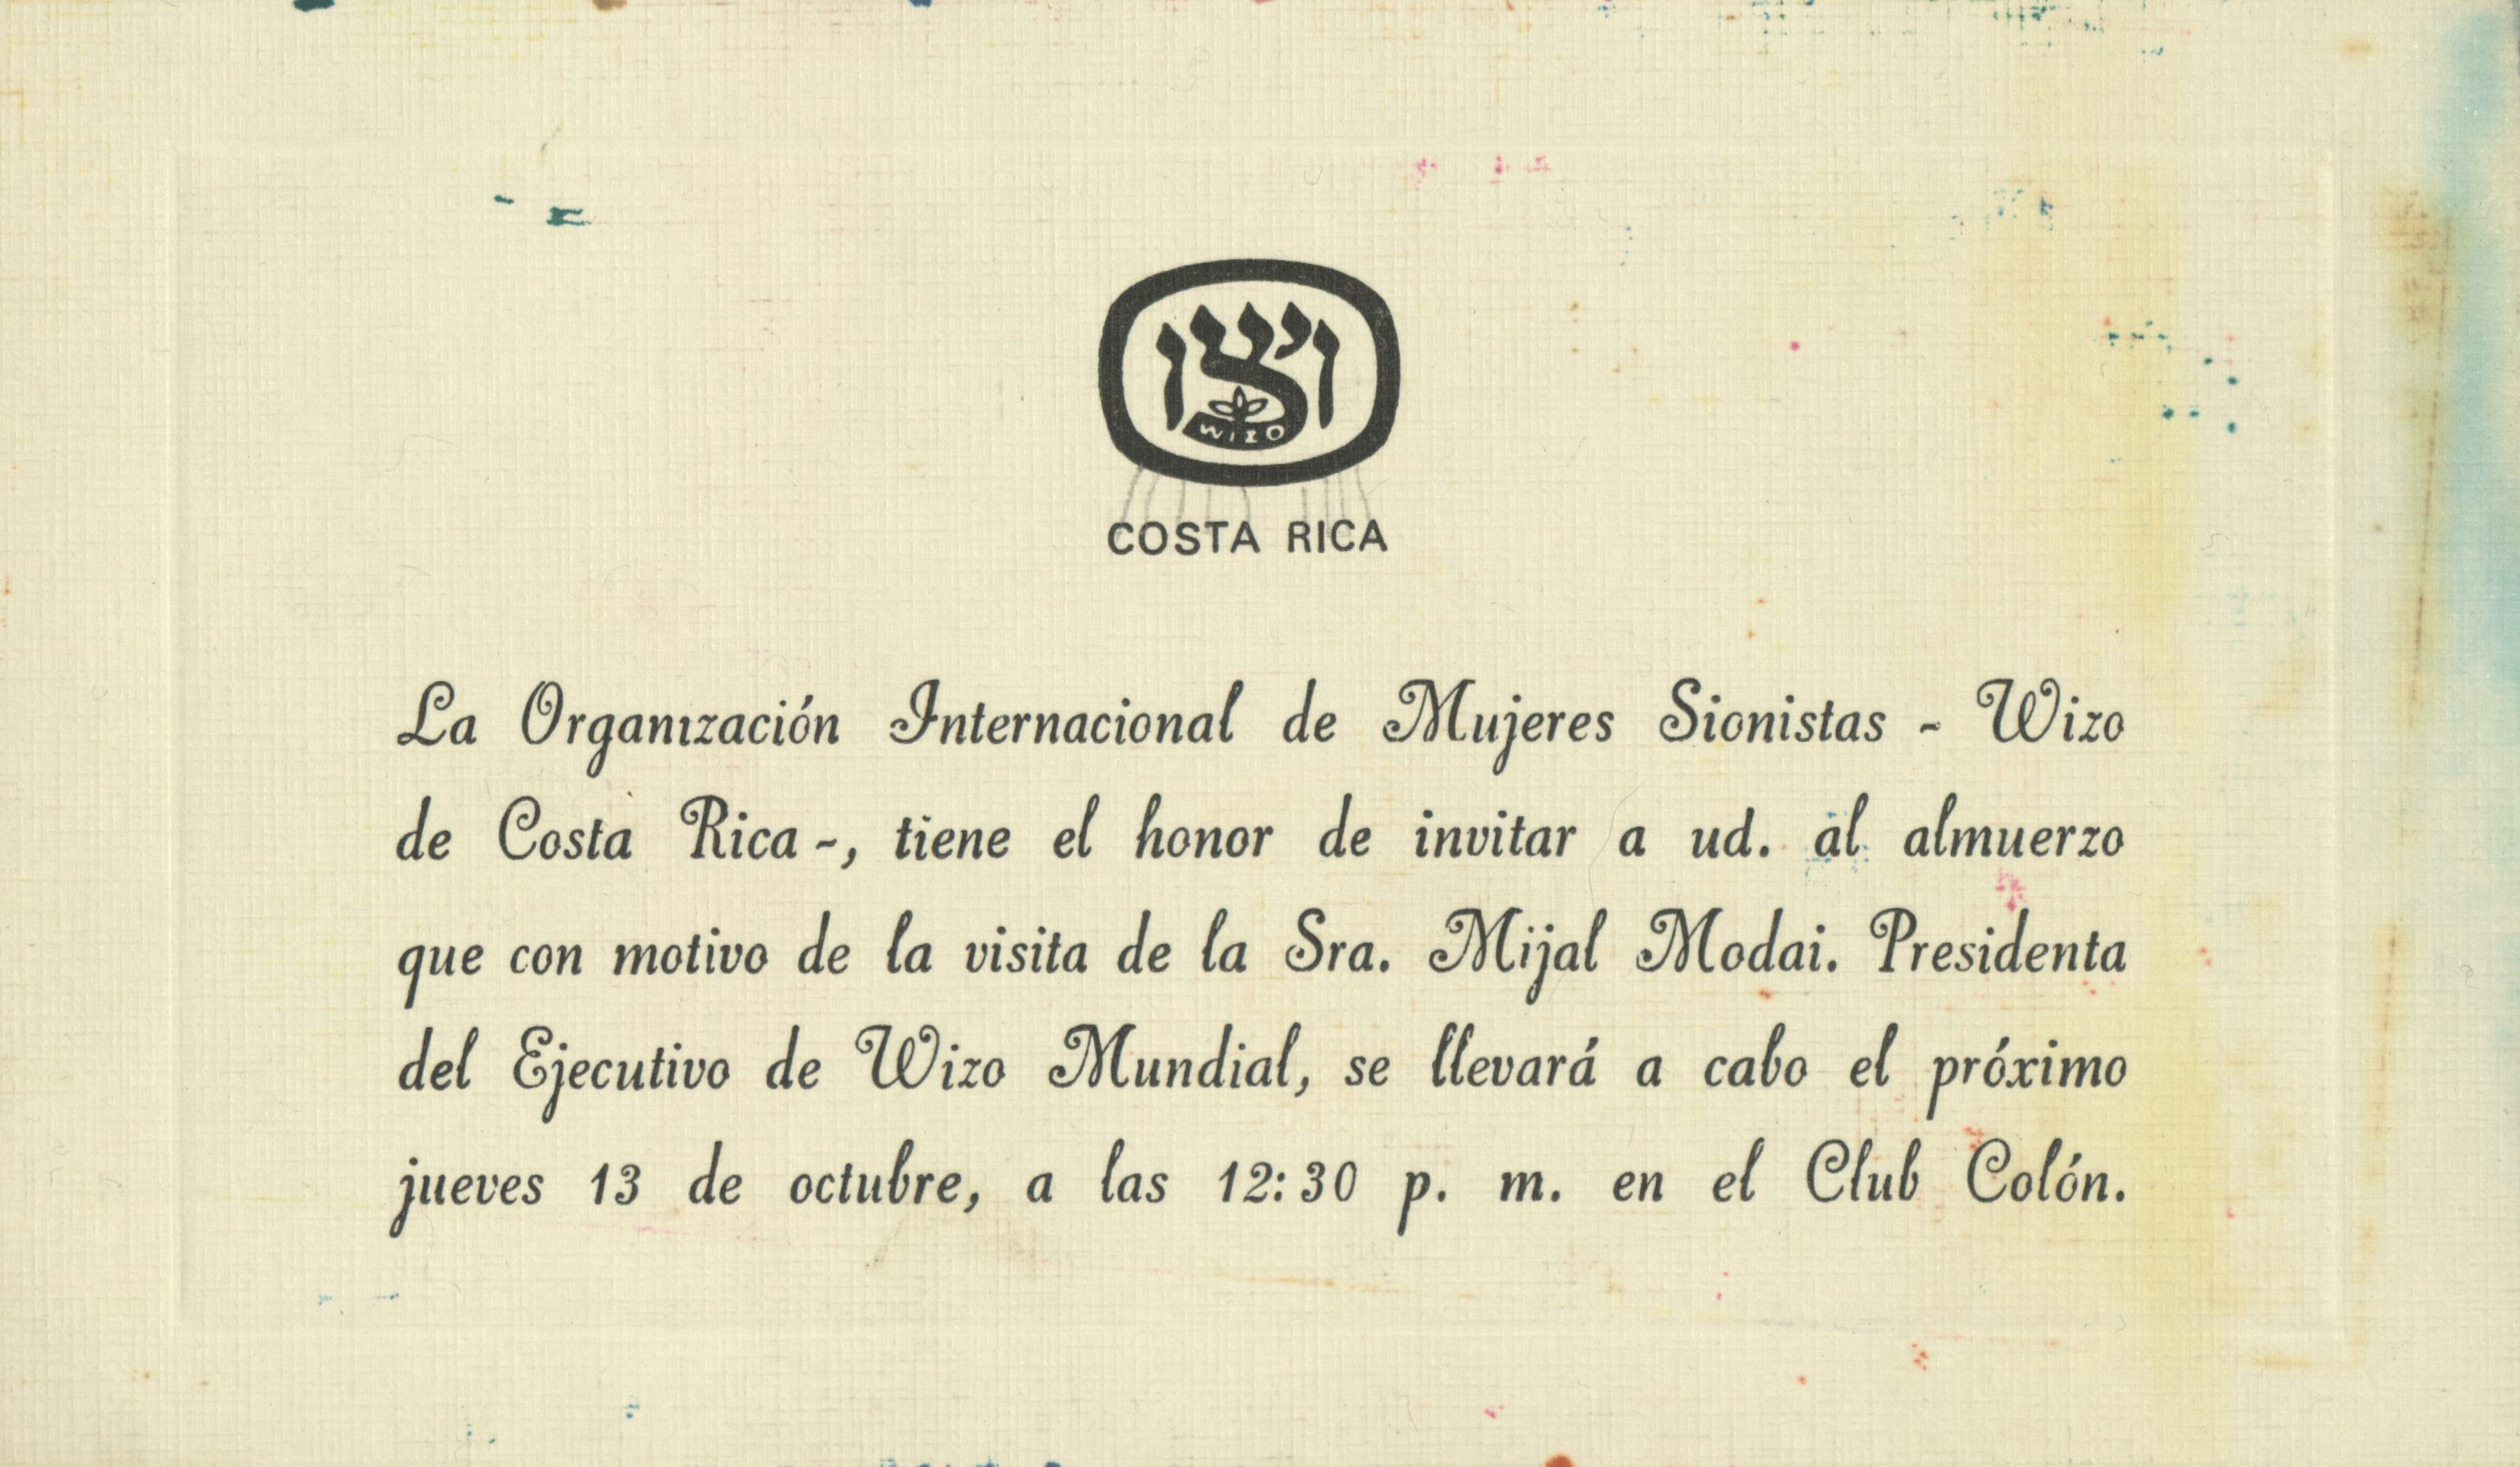 ויצו
WIZO
COSTA RICA
La Organización Internacional de Mujeres Sionistas - Wizo
de Costa Rica -, tiene el honor de invitar a ud. al almuerzo
que con motivo de la visita de la Sra. Mijal Modai. Presidenta
del Ejecutivo de Wizo Mundial, se llevará a cabo el próximo
jueves 13 de octubre, a las 12:30 p. m. en el Club Colón.